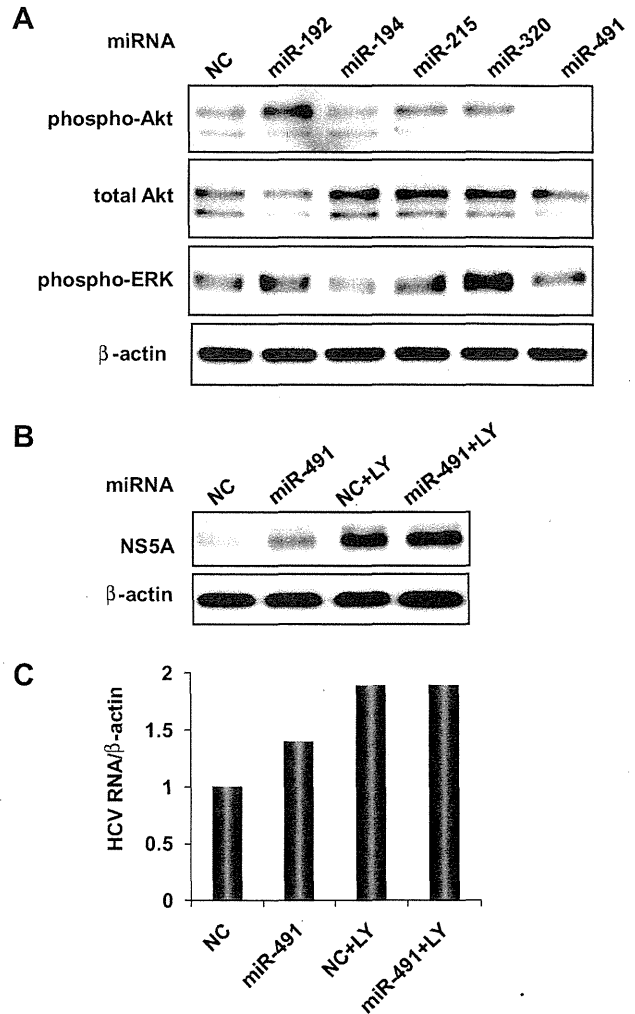 A
miRNA NC miR-192 miR-194 miR-215 miR-320 miR-491
phospho-Akt
total Akt
phospho-ERK
β-actin
B
miRNA NC miR-491 NC+LY miR-491+LY
NS5A
β-actin
C
HCV RNA/β-actin
2
1.5
1
0.5
0
NC miR-491 NC+LY miR-491+LY